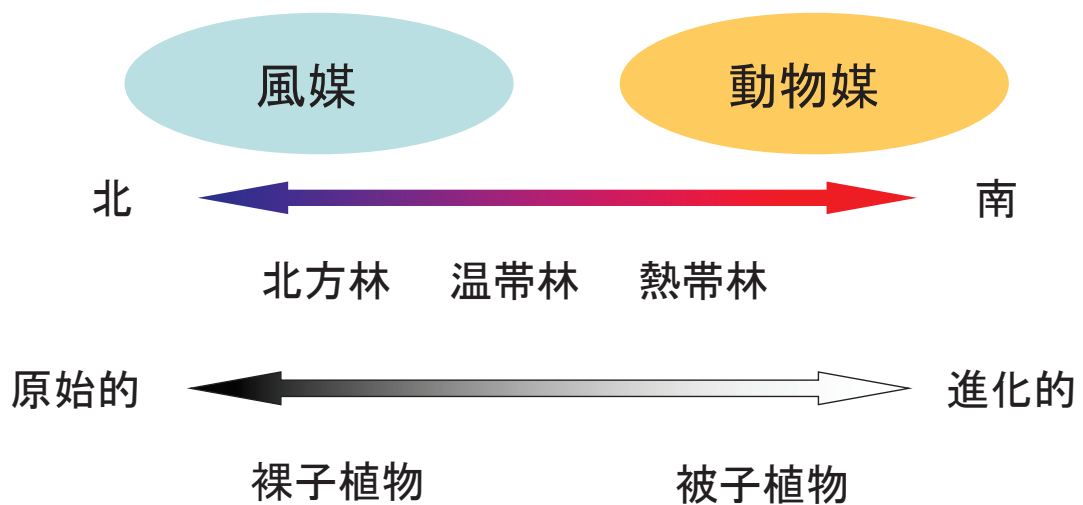 風媒 動物媒
北 南
北方林 温帯林 熱帯林
原始的 進化的
裸子植物 被子植物